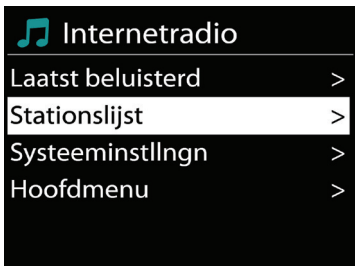 Internetradio
Laatst beluisterd >
Stationslijst >
Systeeminstllngn >
Hoofdmenu >